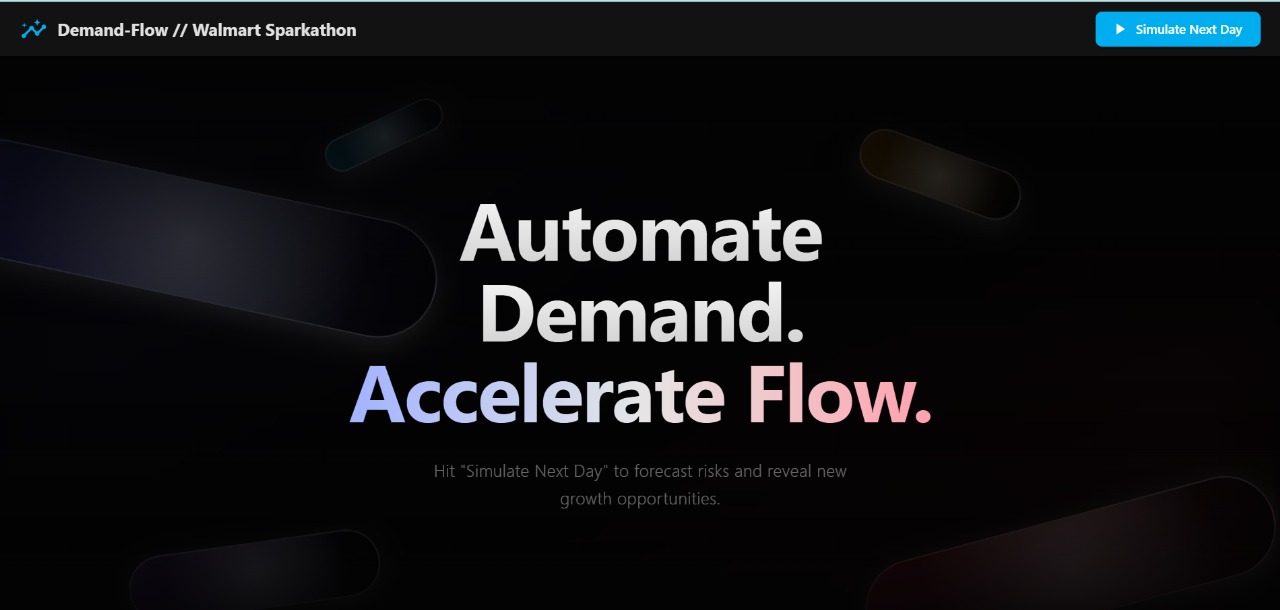 Demand-Flow // Walmart Sparkathon
Simulate Next Day
Automate
Demand.
Accelerate Flow.
Hit "Simulate Next Day" to forecast risks and reveal new
growth opportunities.